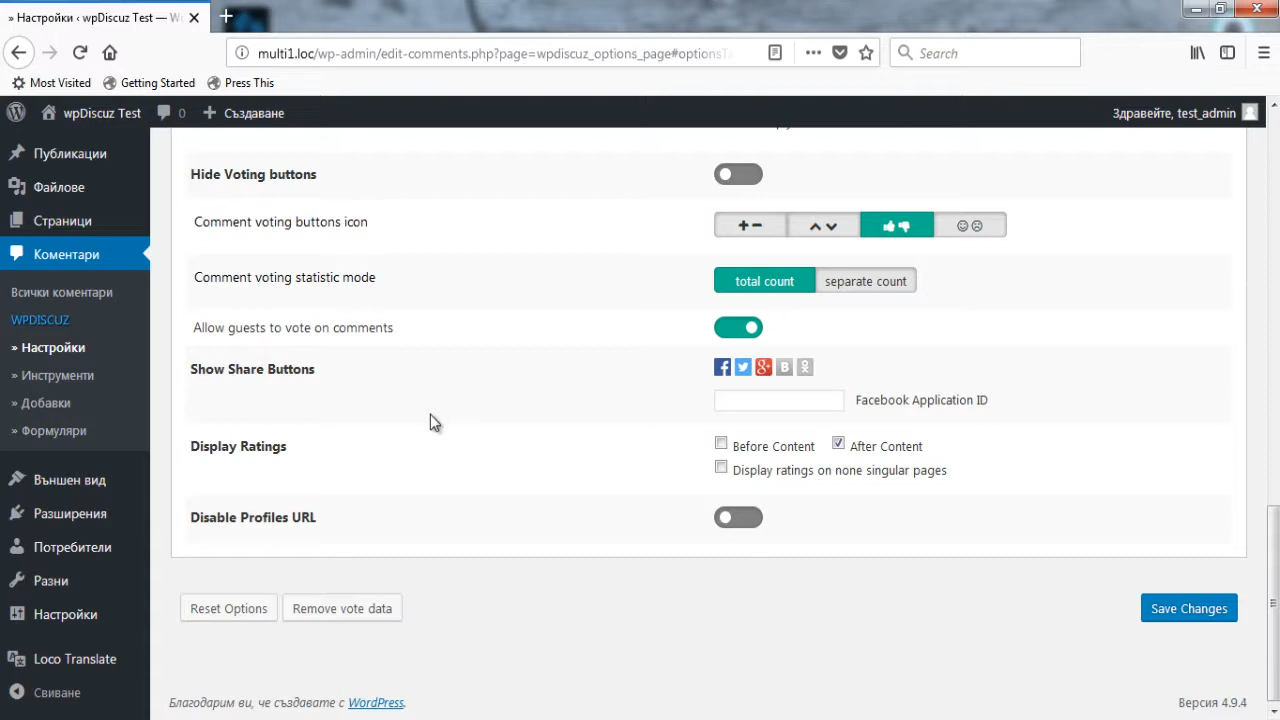 » Настройки ‹ wpDiscuz Test — W
multi1.loc/wp-admin/edit-comments.php?page=wpdiscuz_options_page#optionsT
Search
Most Visited
Getting Started
Press This
wpDiscuz Test
0
Създаване
Здравейте, test_admin
Публикации
Файлове
Страници
Коментари
Всички коментари
WPDISCUZ
» Настройки
» Инструменти
» Добавки
» Формуляри
Външен вид
Разширения
Потребители
Разни
Настройки
Loco Translate
Свиване
Hide Voting buttons
Comment voting buttons icon
Comment voting statistic mode
total count
separate count
Allow guests to vote on comments
Show Share Buttons
Facebook Application ID
Display Ratings
Before Content
After Content
Display ratings on none singular pages
Disable Profiles URL
Reset Options
Remove vote data
Save Changes
Благодарим ви, че създавате с WordPress.
Версия 4.9.4